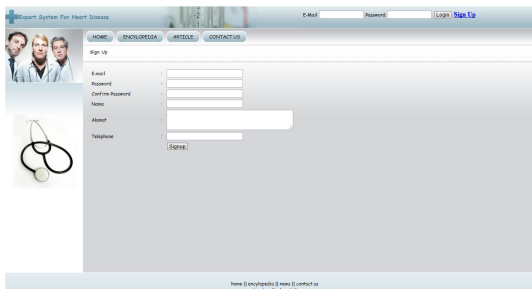 Expert System For Heart Disease
E-Mail Password Login Sign Up
HOME ENCYLOPEDIA ARTICLE CONTACT US
Sign Up
E-mail :
Password :
Confirm Password :
Name :
Alamat :
Telephone :
Signup
home || encylopedia || news || contact us